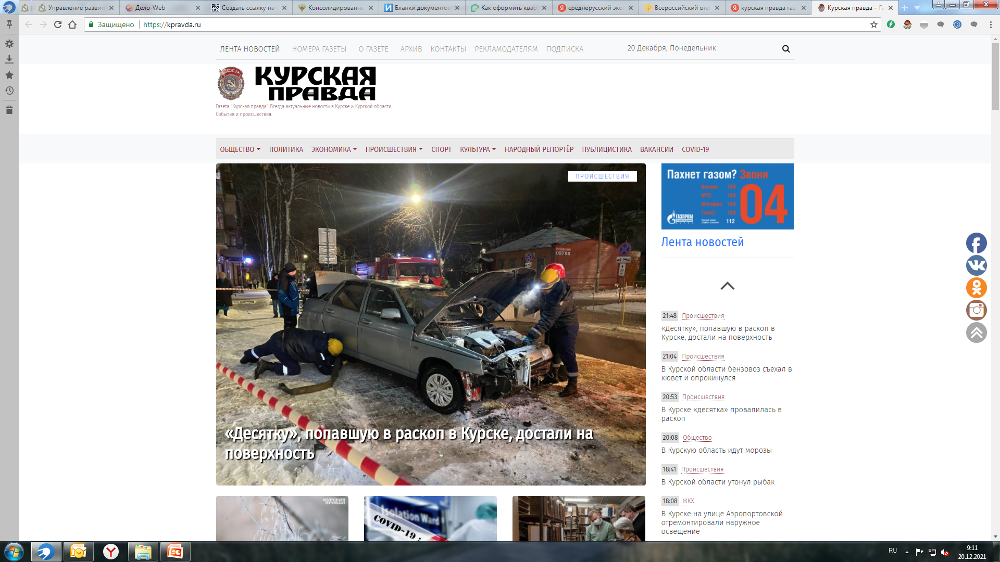 Управление развит
Дело-Web
Создать ссылку на
Консолидированн
Бланки документов
Как оформить квар
среднерусский эко
Всероссийский онл
курская правда газ
Курская правда – Г
Защищено
https://kpravda.ru
ЛЕНТА НОВОСТЕЙ
НОМЕРА ГАЗЕТЫ
О ГАЗЕТЕ
АРХИВ
КОНТАКТЫ
РЕКЛАМОДАТЕЛЯМ
ПОДПИСКА
20 Декабря, Понедельник
СССР
КУРСКАЯ
ПРАВДА
Газета "Курская правда". Всегда актуальные новости в Курске и Курской области.
События и происшествия.
ОБЩЕСТВО
ПОЛИТИКА
ЭКОНОМИКА
ПРОИСШЕСТВИЯ
СПОРТ
КУЛЬТУРА
НАРОДНЫЙ РЕПОРТЁР
ПУБЛИЦИСТИКА
ВАКАНСИИ
COVID-19
ПРОИСШЕСТВИЯ
ОБУВИ
«Десятку», попавшую в раскоп в Курске, достали на
поверхность
Пахнет газом? Звони
Билайн 104
МТС 104
Мегафон 104
Теле2 104
04
ГАЗПРОМ
112
Лента новостей
21:48 Происшествия
«Десятку», попавшую в раскоп в
Курске, достали на поверхность
21:04 Происшествия
В Курской области бензовоз съехал в
кювет и опрокинулся
20:53 Происшествия
В Курске «десятка» провалилась в
раскоп
20:08 Общество
В Курскую область идут морозы
18:41 Происшествия
В Курской области утонул рыбак
18:08 ЖКХ
В Курске на улице Аэропортовской
отремонтировали наружное
освещение
КУРСКАЯ
ПРАВДА
Isolation Ward
COVID-19
RU
9:11
20.12.2021